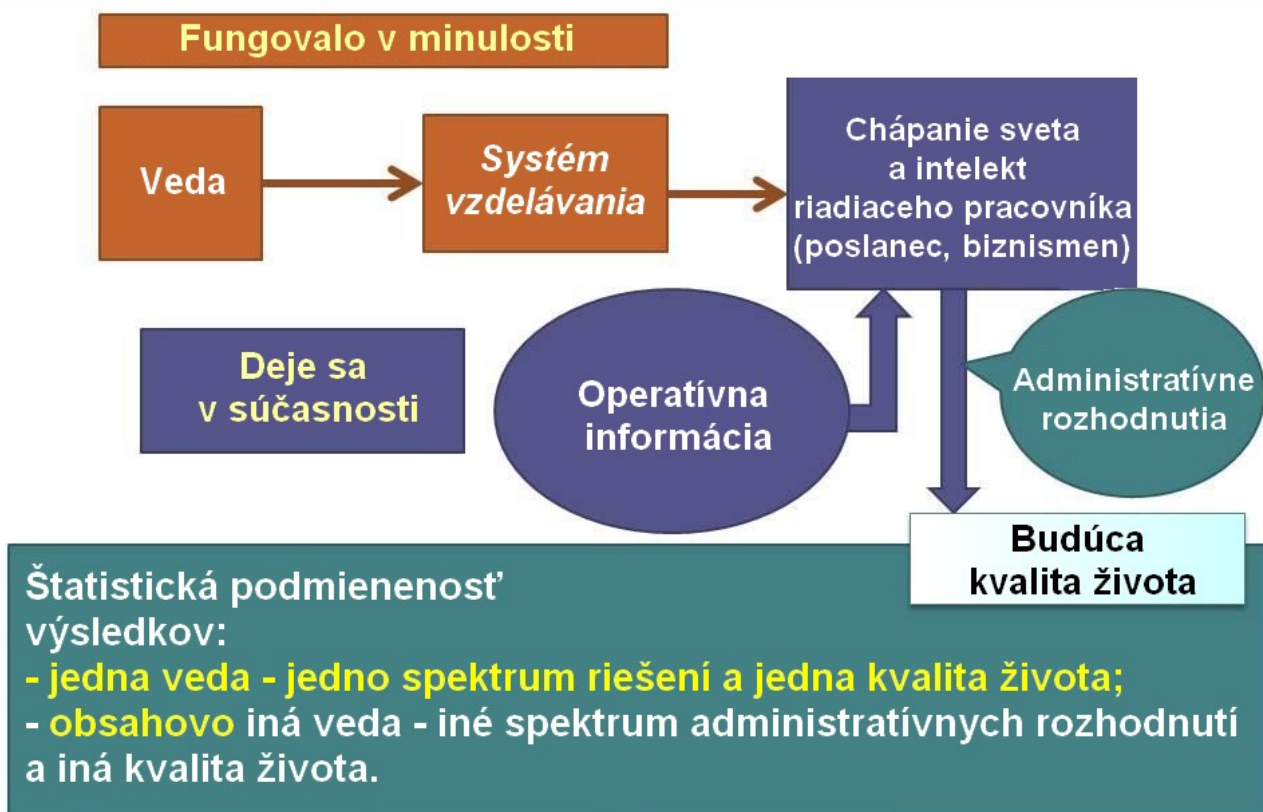 Fungovalo v minulosti
Veda
Systém
vzdelávania
Chápanie sveta
a intelekt
riadiaceho pracovníka
(poslanec, biznismen)
Deje sa
v súčasnosti
Operatívna
informácia
Administratívne
rozhodnutia
Budúca
kvalita života
Štatistická podmienenosť
výsledkov:
- jedna veda - jedno spektrum riešení a jedna kvalita života;
- obsahovo iná veda - iné spektrum administratívnych rozhodnutí
a iná kvalita života.